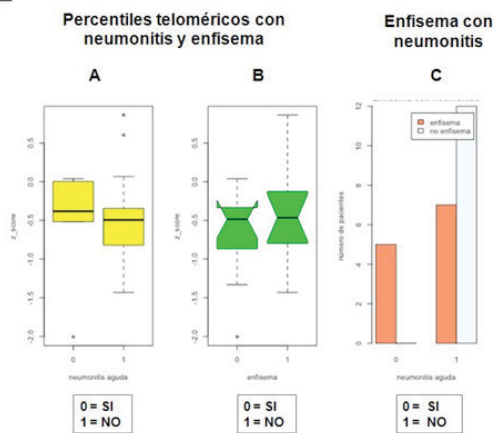 Percentiles teloméricos con
neumonitis y enfisema
Enfisema con
neumonitis
A
B
C
z_score
0.5
0.0
-0.5
-1.0
-1.5
-2.0
0
1
neumonitis aguda
z_score
0.5
0.0
-0.5
-1.0
-1.5
-2.0
0
1
enfisema
enfisema
no enfisema
número de pacientes
12
10
8
6
4
2
0
0
1
neumonitis aguda
0 = SI
1 = NO
0 = SI
1 = NO
0 = SI
1 = NO